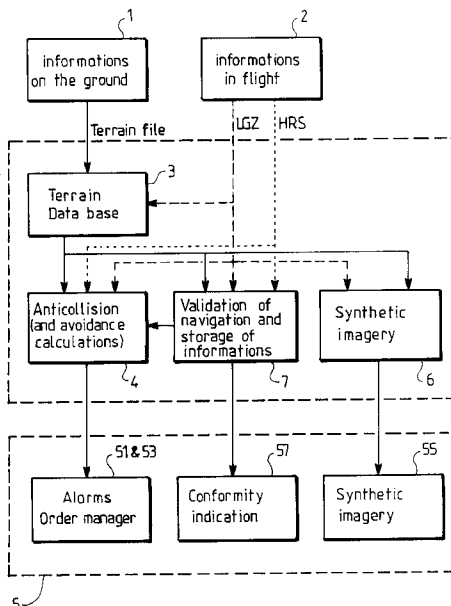 1
2
informations
on the ground
informations
in flight
Terrain file
LGZ
HRS
3
Terrain
Data base
Anticollision
(and avoidance
calculations)
Validation of
navigation and
storage of
informations
Synthetic
imagery
4
7
6
51 & 53
57
55
Alarms
Order manager
Conformity
indication
Synthetic
imagery
5